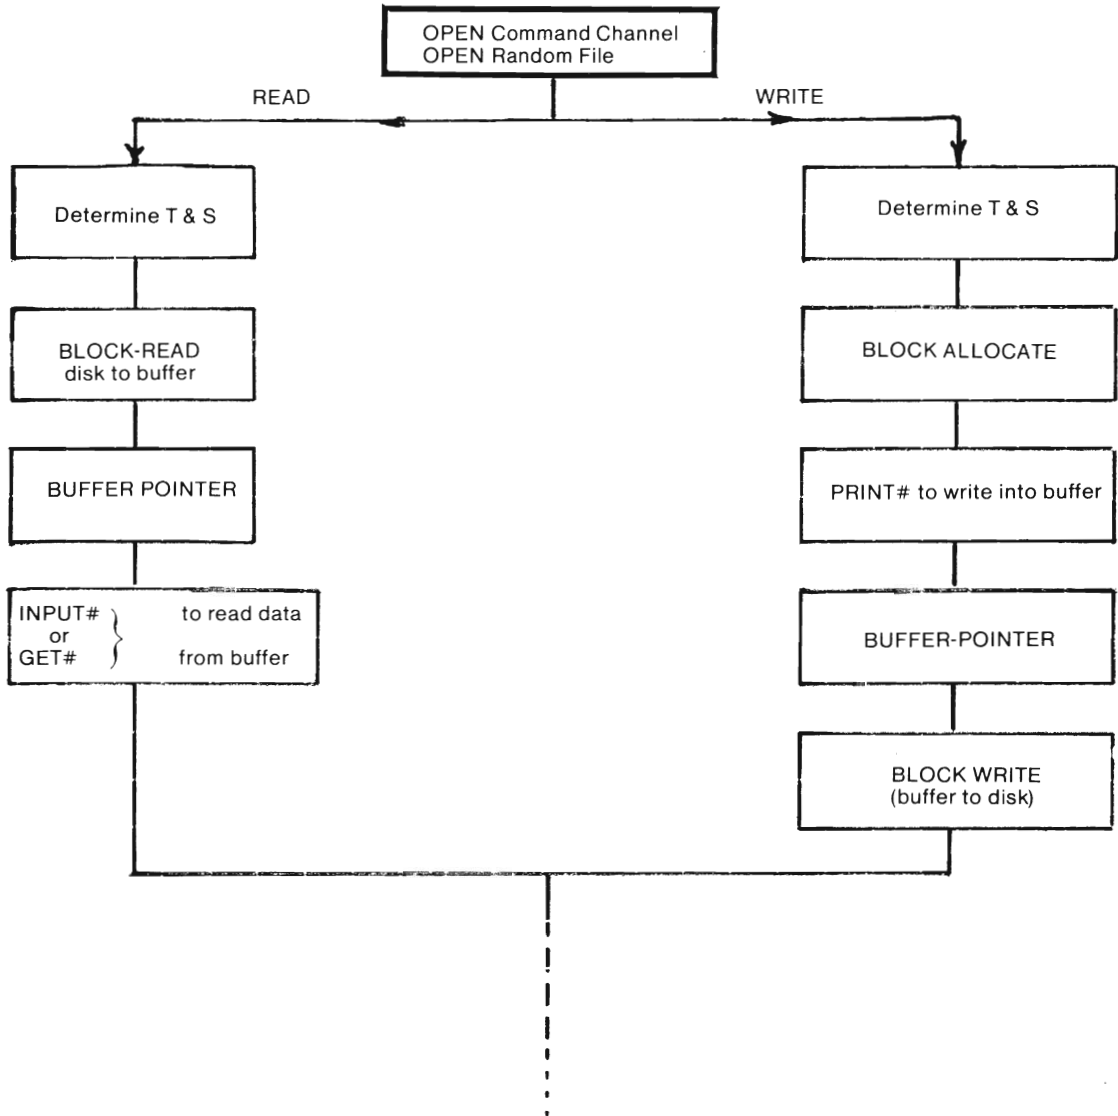 OPEN Command Channel
OPEN Random File
READ
WRITE
Determine T & S
BLOCK-READ
disk to buffer
BUFFER POINTER
INPUT# to read data
or
GET# from buffer
Determine T & S
BLOCK ALLOCATE
PRINT# to write into buffer
BUFFER-POINTER
BLOCK WRITE
(buffer to disk)